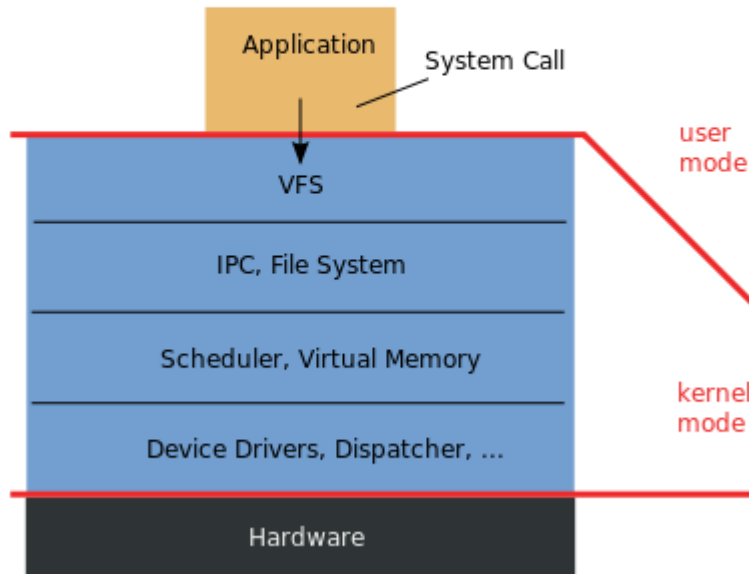 Application
System Call
user
mode
VFS
IPC, File System
Scheduler, Virtual Memory
kernel
mode
Device Drivers, Dispatcher, ...
Hardware